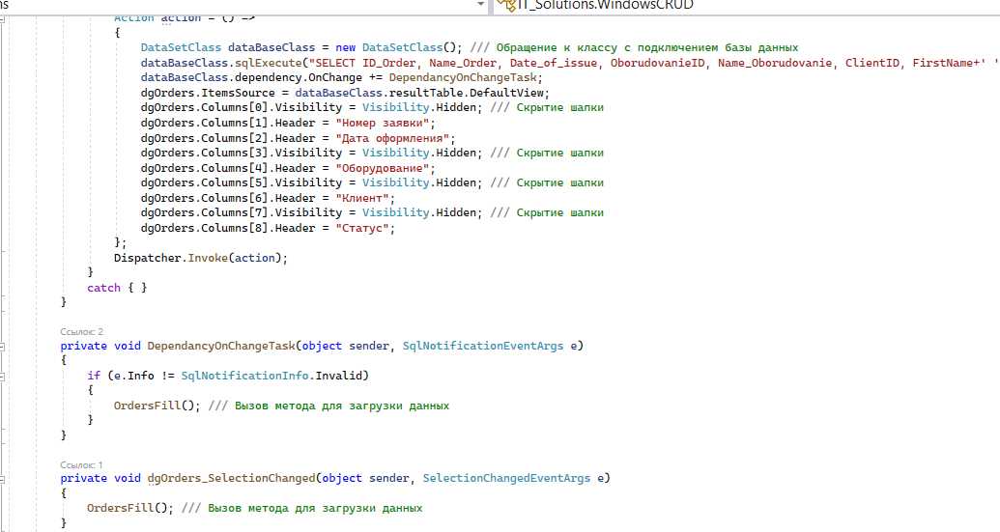 ns IT_Solutions.WindowsCRUD
Action action = () =>
{
DataSetClass dataBaseClass = new DataSetClass(); /// Обращение к классу с подключением базы данных
dataBaseClass.sqlExecute("SELECT ID_Order, Name_Order, Date_of_issue, OborudovanieID, Name_Oborudovanie, ClientID, FirstName+' '
dataBaseClass.dependency.OnChange += DependancyOnChangeTask;
dgOrders.ItemsSource = dataBaseClass.resultTable.DefaultView;
dgOrders.Columns[0].Visibility = Visibility.Hidden; /// Скрытие шапки
dgOrders.Columns[1].Header = "Номер заявки";
dgOrders.Columns[2].Header = "Дата оформления";
dgOrders.Columns[3].Visibility = Visibility.Hidden; /// Скрытие шапки
dgOrders.Columns[4].Header = "Оборудование";
dgOrders.Columns[5].Visibility = Visibility.Hidden; /// Скрытие шапки
dgOrders.Columns[6].Header = "Клиент";
dgOrders.Columns[7].Visibility = Visibility.Hidden; /// Скрытие шапки
dgOrders.Columns[8].Header = "Статус";
};
Dispatcher.Invoke(action);
}
catch { }
}
Ссылок: 2
private void DependancyOnChangeTask(object sender, SqlNotificationEventArgs e)
{
if (e.Info != SqlNotificationInfo.Invalid)
{
OrdersFill(); /// Вызов метода для загрузки данных
}
}
Ссылок: 1
private void dgOrders_SelectionChanged(object sender, SelectionChangedEventArgs e)
{
OrdersFill(); /// Вызов метода для загрузки данных
}